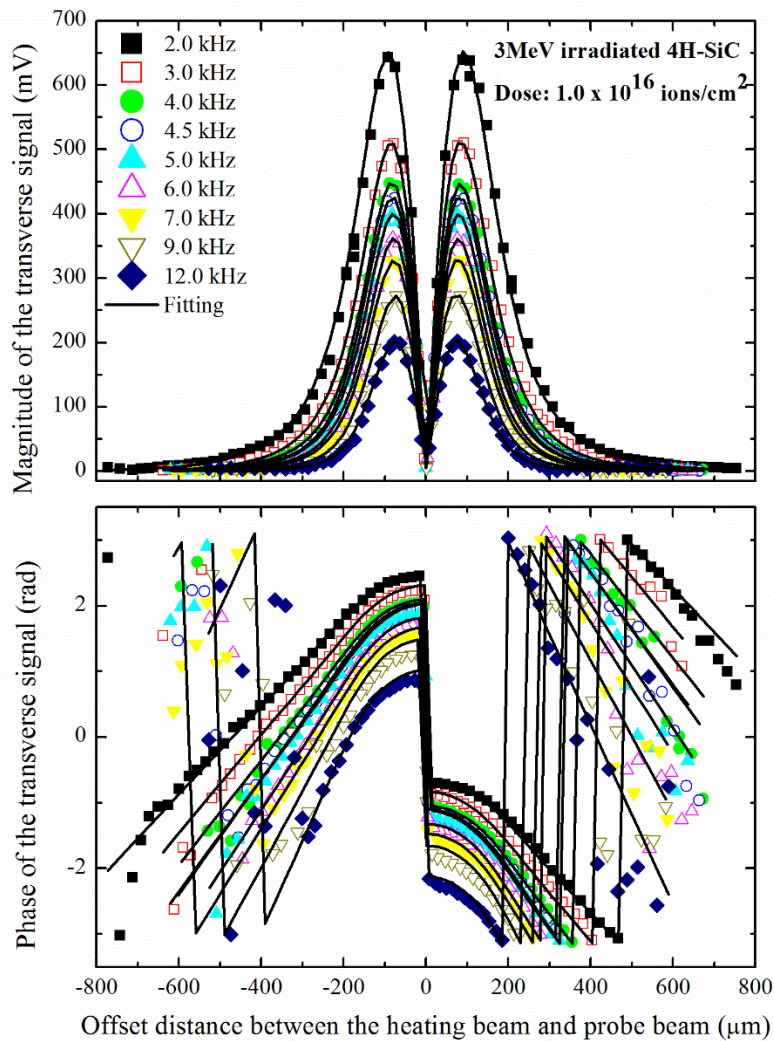 700
600
500
400
300
200
100
0
Magnitude of the transverse signal (mV)
2.0 kHz
3.0 kHz
4.0 kHz
4.5 kHz
5.0 kHz
6.0 kHz
7.0 kHz
9.0 kHz
12.0 kHz
Fitting
3MeV irradiated 4H-SiC
Dose: 1.0 x 10^16 ions/cm^2
2
0
-2
Phase of the transverse signal (rad)
-800 -600 -400 -200 0 200 400 600 800
Offset distance between the heating beam and probe beam (μm)